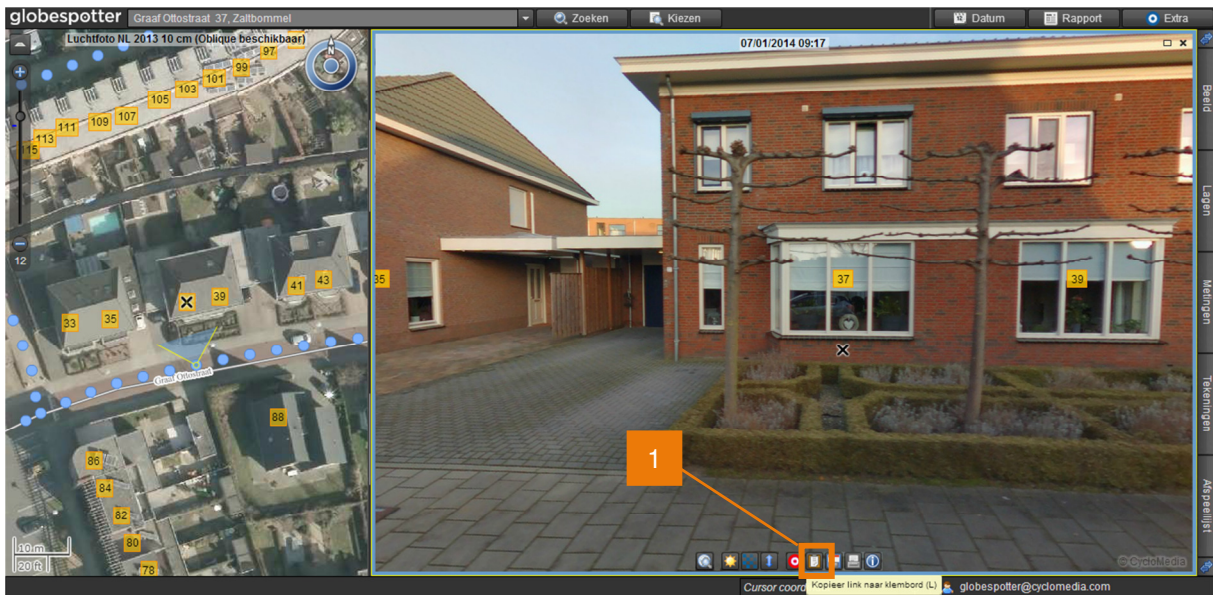 globespotter Graaf Ottostraat 37, Zaltbommel Zoeken Kiezen Datum Rapport Extra
Luchtfoto NL 2013 10 cm (Oblique beschikbaar)
N
97
99
101
103
105
107
109
111
113
115
12
33
35
39
41
43
Graaf Ottostraat
88
86
84
82
80
78
10 m
20 ft
07/01/2014 09:17
35
37
39
1
© CycloMedia
Beeld
Lagen
Metingen
Tekeningen
Afspeellijst
Cursor coord
Kopieer link naar klembord (L)
globespotter@cyclomedia.com